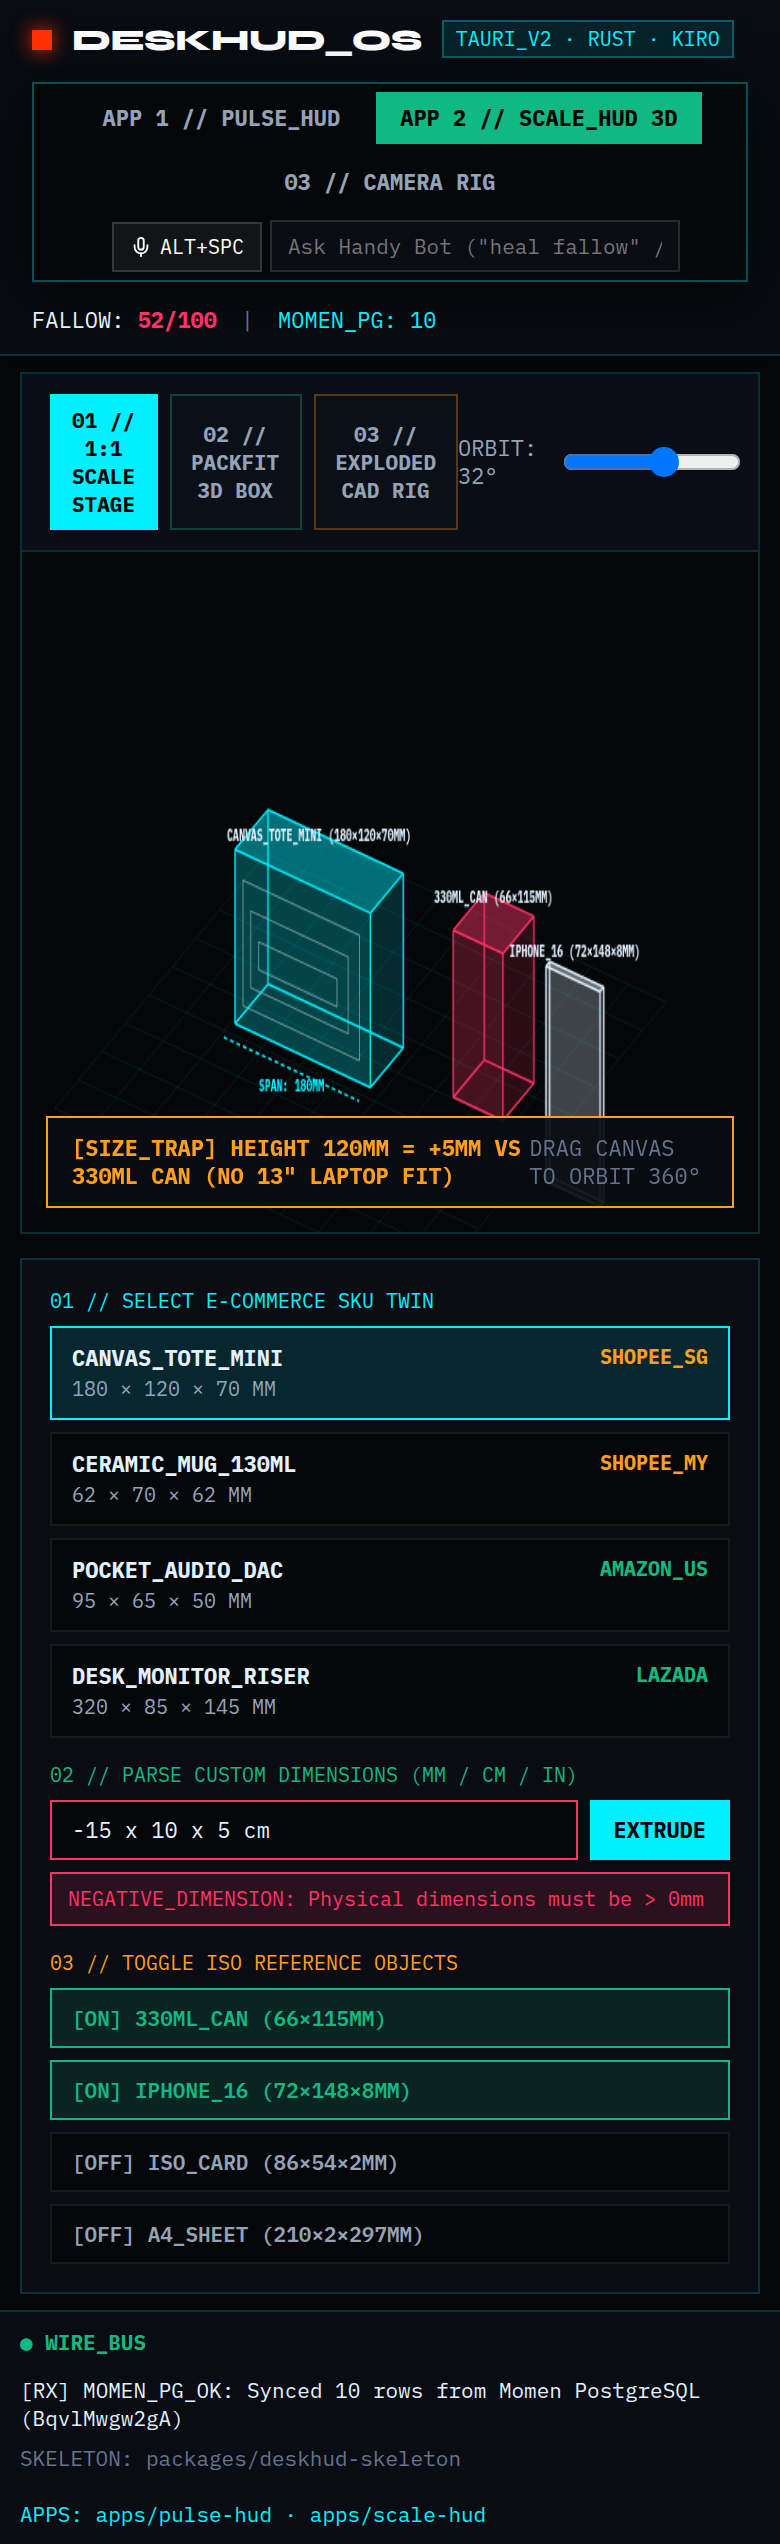 DESKHUD_OS
TAURI_V2 · RUST · KIRO
APP 1 // PULSE_HUD
APP 2 // SCALE_HUD 3D
03 // CAMERA RIG
ALT+SPC
Ask Handy Bot ("heal fallow" /
FALLOW: 52/100 | MOMEN_PG: 10
01 //
1:1
SCALE
STAGE
02 //
PACKFIT
3D BOX
03 //
EXPLODED
CAD RIG
ORBIT:
32°
CANVAS_TOTE_MINI (180×120×70MM)
330ML_CAN (66×115MM)
IPHONE_16 (72×148×8MM)
SPAN: 180MM
[SIZE_TRAP] HEIGHT 120MM = +5MM VS
330ML CAN (NO 13" LAPTOP FIT)
DRAG CANVAS
TO ORBIT 360°
01 // SELECT E-COMMERCE SKU TWIN
CANVAS_TOTE_MINI
SHOPEE_SG
180 × 120 × 70 MM
CERAMIC_MUG_130ML
SHOPEE_MY
62 × 70 × 62 MM
POCKET_AUDIO_DAC
AMAZON_US
95 × 65 × 50 MM
DESK_MONITOR_RISER
LAZADA
320 × 85 × 145 MM
02 // PARSE CUSTOM DIMENSIONS (MM / CM / IN)
-15 x 10 x 5 cm
EXTRUDE
NEGATIVE_DIMENSION: Physical dimensions must be > 0mm
03 // TOGGLE ISO REFERENCE OBJECTS
[ON] 330ML_CAN (66×115MM)
[ON] IPHONE_16 (72×148×8MM)
[OFF] ISO_CARD (86×54×2MM)
[OFF] A4_SHEET (210×2×297MM)
● WIRE_BUS
[RX] MOMEN_PG_OK: Synced 10 rows from Momen PostgreSQL
(BqvlMwgw2gA)
SKELETON: packages/deskhud-skeleton
APPS: apps/pulse-hud · apps/scale-hud